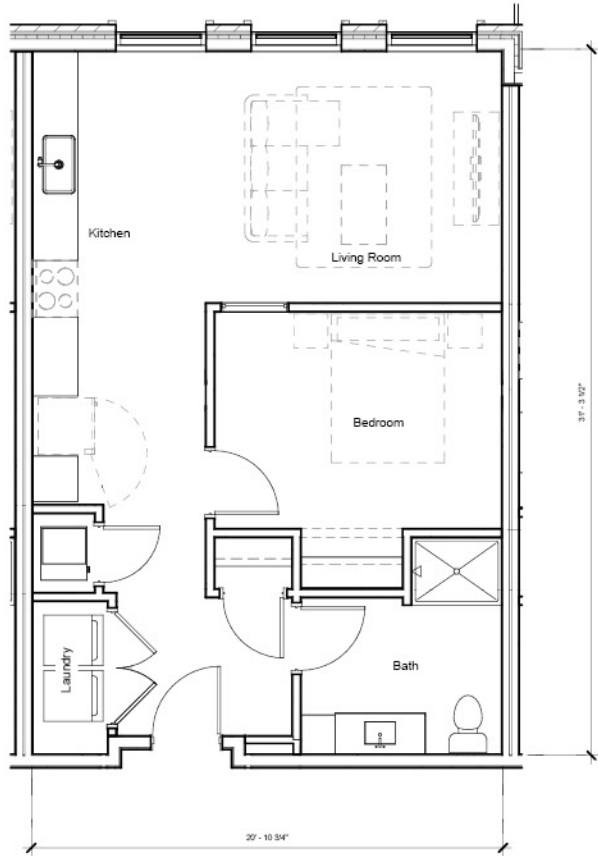 Kitchen
Living Room
Bedroom
31' - 3 1/2"
Laundry
Bath
20' - 10 3/4"